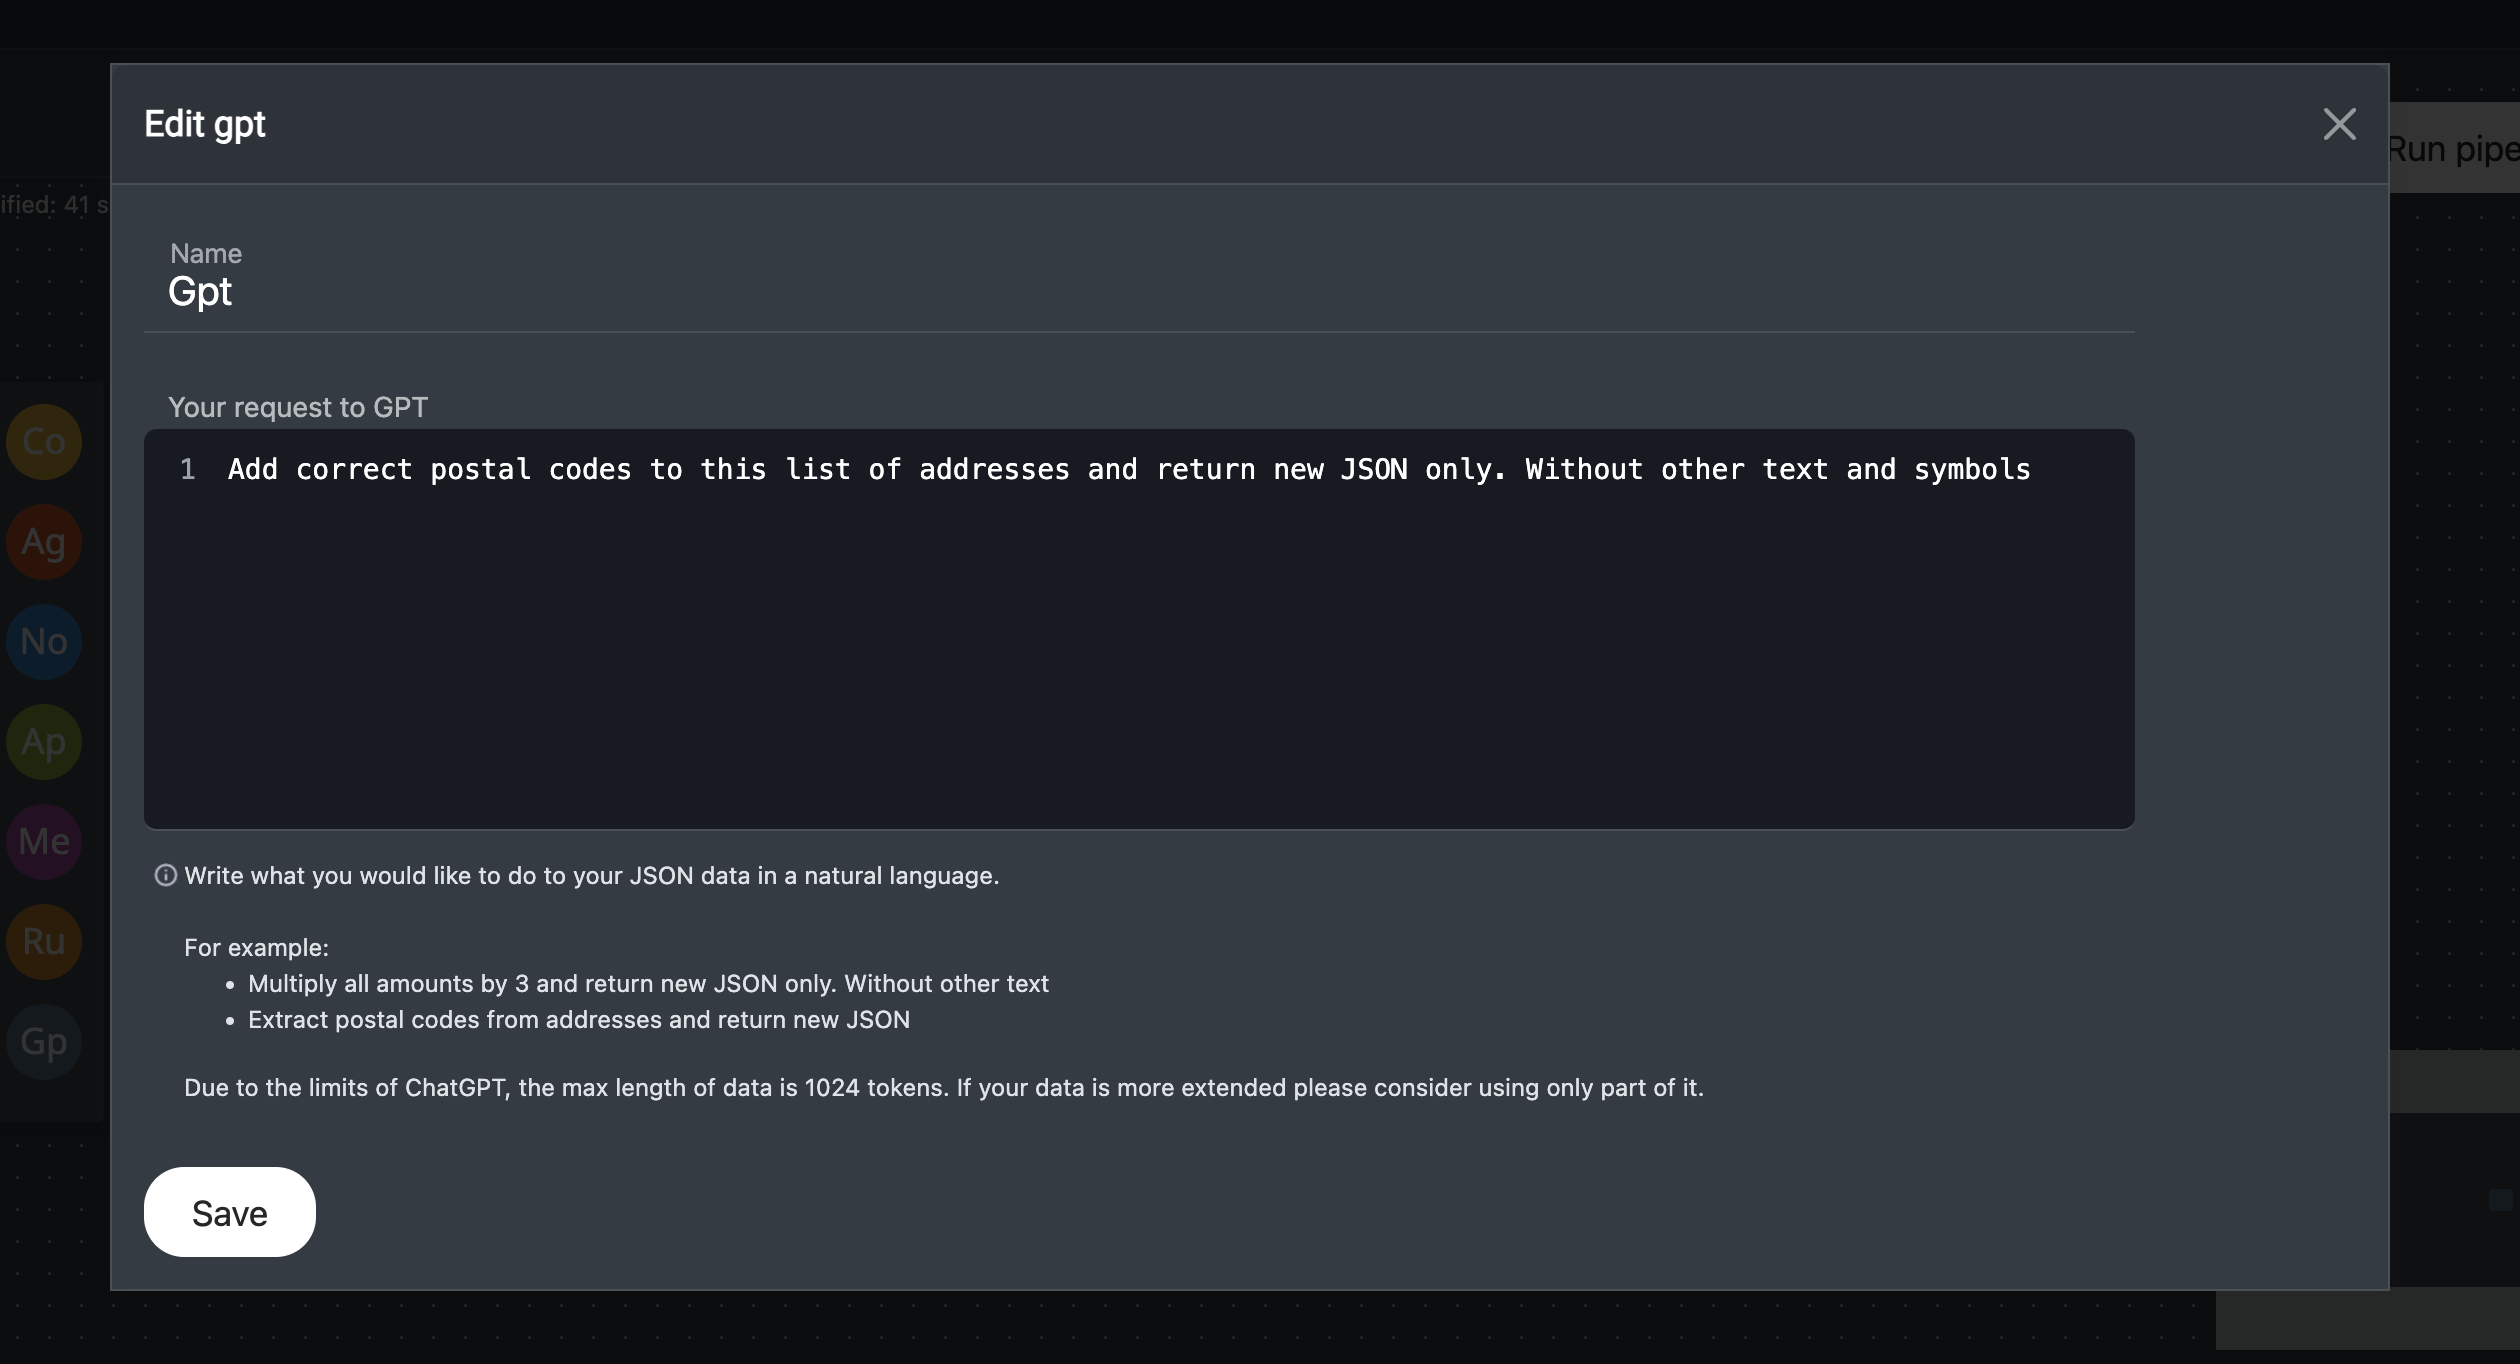 Edit gpt
Run pipe
ified: 41 s
Name
Gpt
Your request to GPT
1 Add correct postal codes to this list of addresses and return new JSON only. Without other text and symbols
Co
Ag
No
Ap
Me
Ru
Gp
Write what you would like to do to your JSON data in a natural language.
For example:
• Multiply all amounts by 3 and return new JSON only. Without other text
• Extract postal codes from addresses and return new JSON
Due to the limits of ChatGPT, the max length of data is 1024 tokens. If your data is more extended please consider using only part of it.
Save